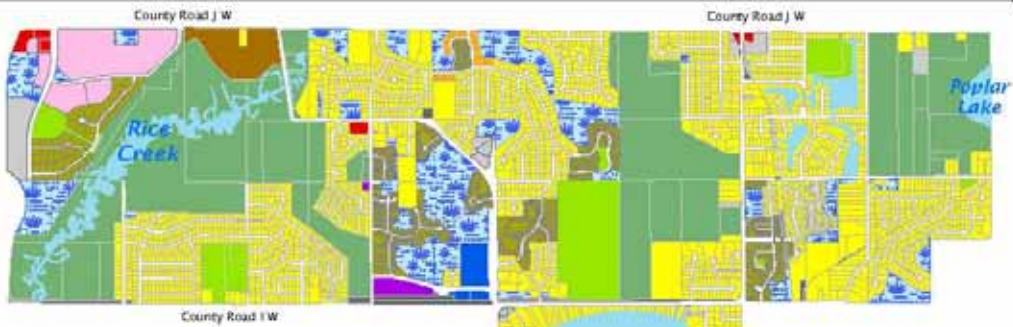 County Road J W
County Road J W
Rice
Creek
Poplar
Lake
County Road I W